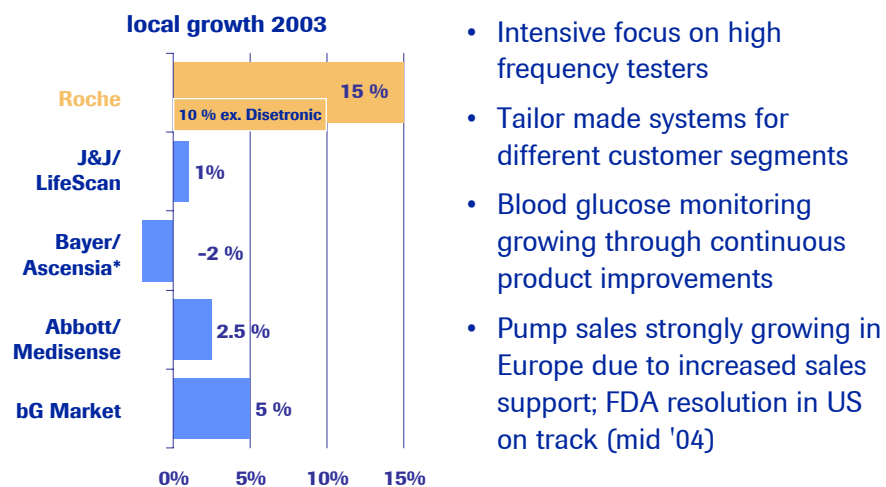 local growth 2003
Roche
15 %
10 % ex. Disetronic
J&J/
LifeScan
1%
Bayer/
Ascensia*
-2 %
Abbott/
Medisense
2.5 %
bG Market
5 %
0%
5%
10%
15%
• Intensive focus on high
frequency testers
• Tailor made systems for
different customer segments
• Blood glucose monitoring
growing through continuous
product improvements
• Pump sales strongly growing in
Europe due to increased sales
support; FDA resolution in US
on track (mid '04)